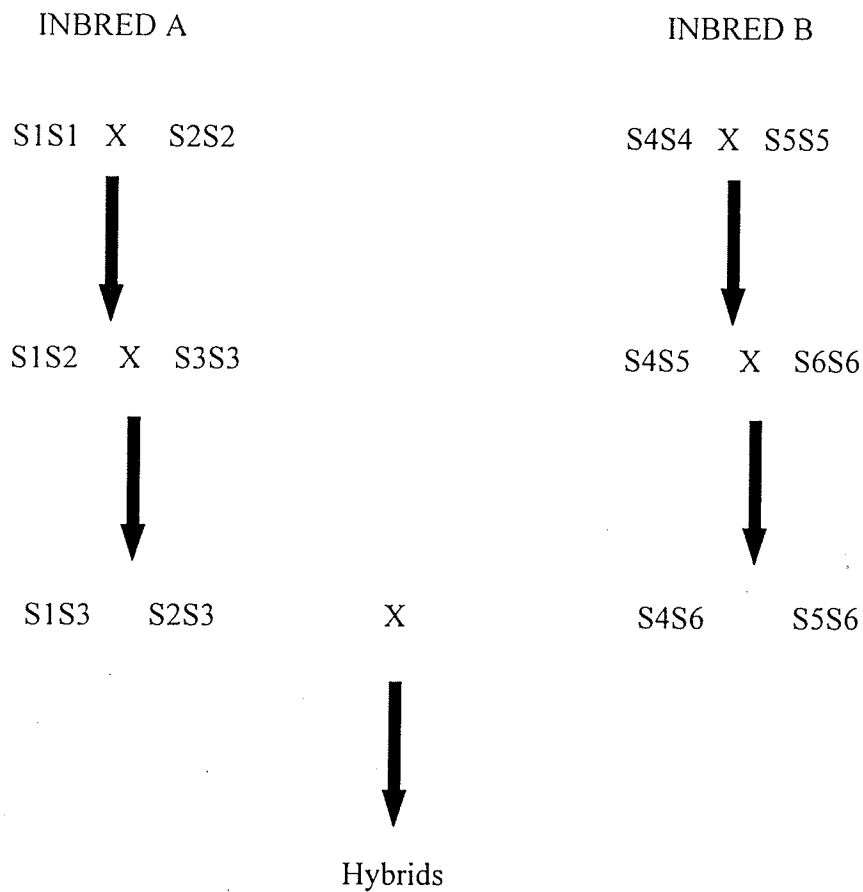 INBRED A INBRED B
S1S1 X S2S2 S4S4 X S5S5
S1S2 X S3S3 S4S5 X S6S6
S1S3 S2S3 X S4S6 S5S6
Hybrids